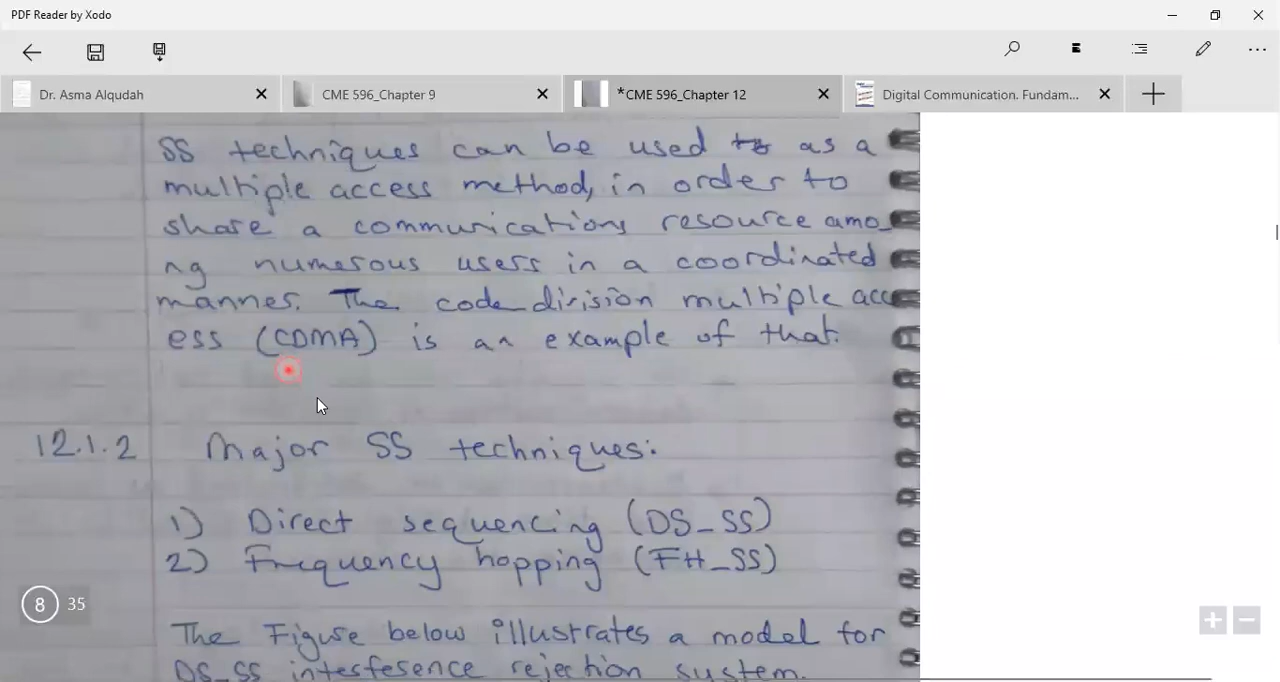 PDF Reader by Xodo
Dr. Asma Alqudah
CME 596_Chapter 9
*CME 596_Chapter 12
Digital Communication. Fundam...
SS techniques can be used as a
multiple access method, in order to
share a communications resource amo_
ng numerous users in a coordinated
manner. The code division multiple acc
ess (CDMA) is an example of that.
12.1.2 Major SS techniques:
1) Direct sequencing (DS_SS)
2) Frequency hopping (FH_SS)
8 35
The Figure below illustrates a model for
DS_SS interference rejection system.